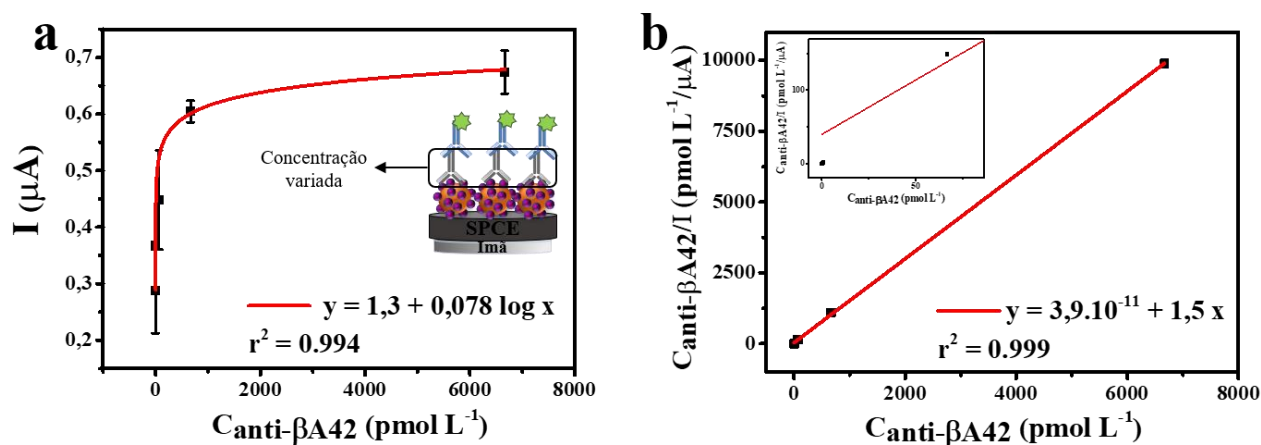 a
I (µA)
0,7
0,6
0,5
0,4
0,3
0,2
Concentração
variada
SPCE
Imã
y = 1,3 + 0,078 log x
r² = 0.994
0 2000 4000 6000 8000
Canti-βA42 (pmol L⁻¹)
b
Canti-βA42/I (pmol L⁻¹/µA)
10000
7500
5000
2500
0
Canti-βA42/I (pmol L⁻¹/µA)
100
0
0 50
Canti-βA42 (pmol L⁻¹)
y = 3,9.10⁻¹¹ + 1,5 x
r² = 0.999
0 2000 4000 6000 8000
Canti-βA42 (pmol L⁻¹)